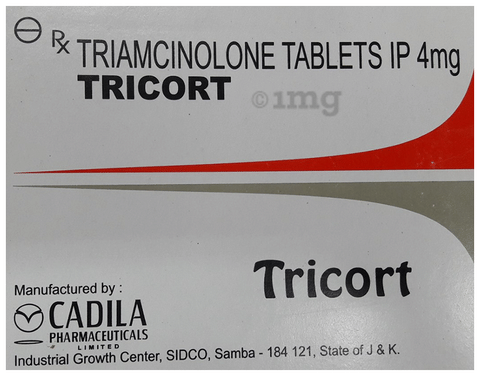 Rx TRIAMCINOLONE TABLETS IP 4mg
TRICORT
©1mg
Tricort
Manufactured by :
CADILA
PHARMACEUTICALS
LIMITED
Industrial Growth Center, SIDCO, Samba - 184 121, State of J & K.